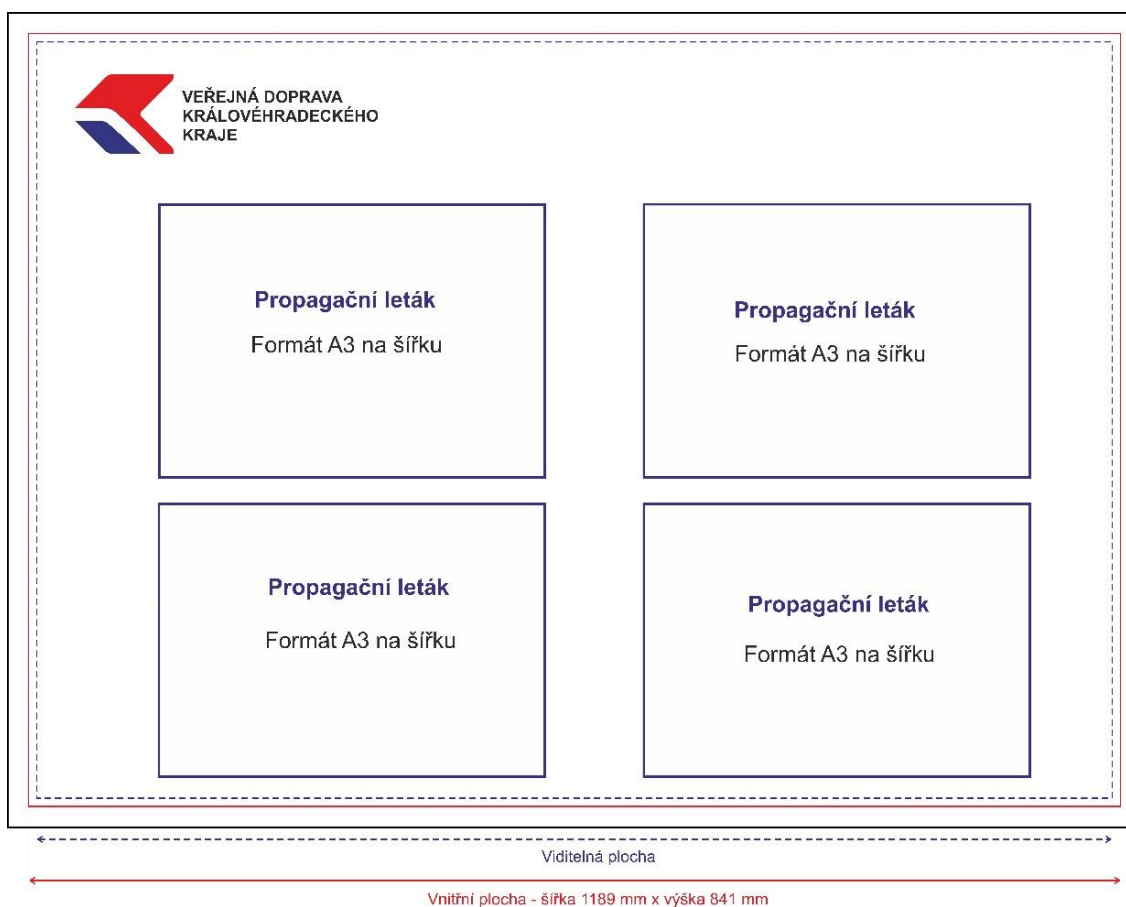 VEŘEJNÁ DOPRAVA
KRÁLOVÉHRADECKÉHO
KRAJE
Propagační leták
Formát A3 na šířku
Propagační leták
Formát A3 na šířku
Propagační leták
Formát A3 na šířku
Propagační leták
Formát A3 na šířku
Viditelná plocha
Vnitřní plocha - šířka 1189 mm x výška 841 mm